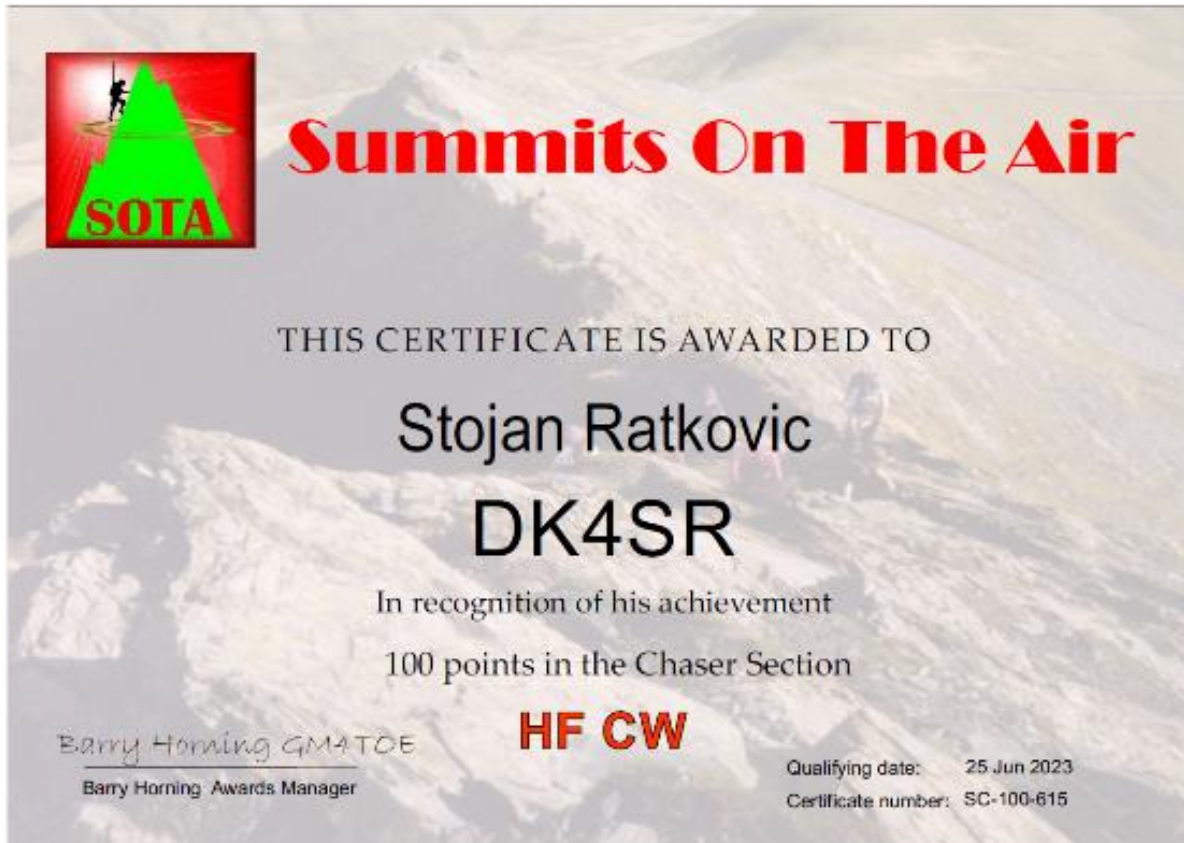 SOTA
Summits On The Air
THIS CERTIFICATE IS AWARDED TO
Stojan Ratkovic
DK4SR
In recognition of his achievement
100 points in the Chaser Section
HF CW
Barry Horning GM4TOE
Barry Horning Awards Manager
Qualifying date: 25 Jun 2023
Certificate number: SC-100-615